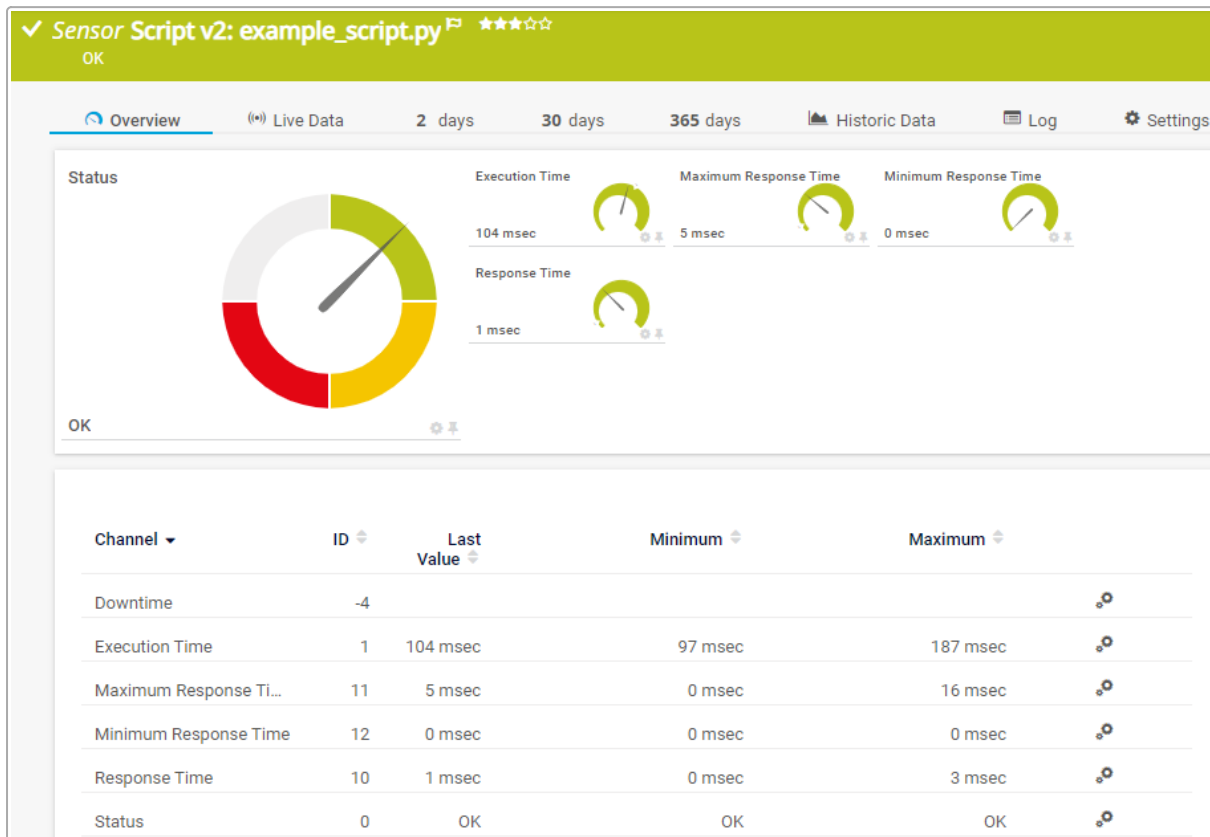 Sensor Script v2: example_script.py
OK
Overview Live Data 2 days 30 days 365 days Historic Data Log Settings
Status
OK
Execution Time
104 msec
Maximum Response Time
5 msec
Minimum Response Time
0 msec
Response Time
1 msec
Channel ID Last Value Minimum Maximum
Downtime -4
Execution Time 1 104 msec 97 msec 187 msec
Maximum Response Ti... 11 5 msec 0 msec 16 msec
Minimum Response Time 12 0 msec 0 msec 0 msec
Response Time 10 1 msec 0 msec 3 msec
Status 0 OK OK OK